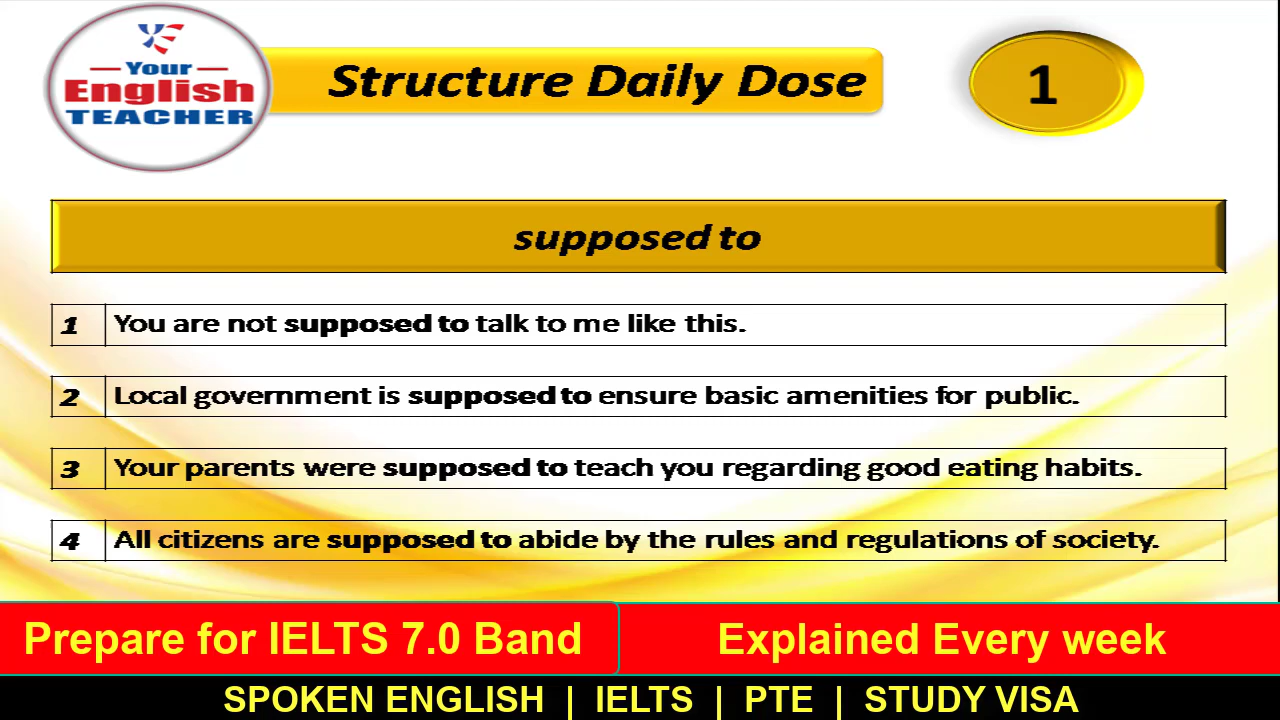 Your
English
TEACHER
Structure Daily Dose
1
supposed to
1 You are not supposed to talk to me like this.
2 Local government is supposed to ensure basic amenities for public.
3 Your parents were supposed to teach you regarding good eating habits.
4 All citizens are supposed to abide by the rules and regulations of society.
Prepare for IELTS 7.0 Band
Explained Every week
SPOKEN ENGLISH | IELTS | PTE | STUDY VISA